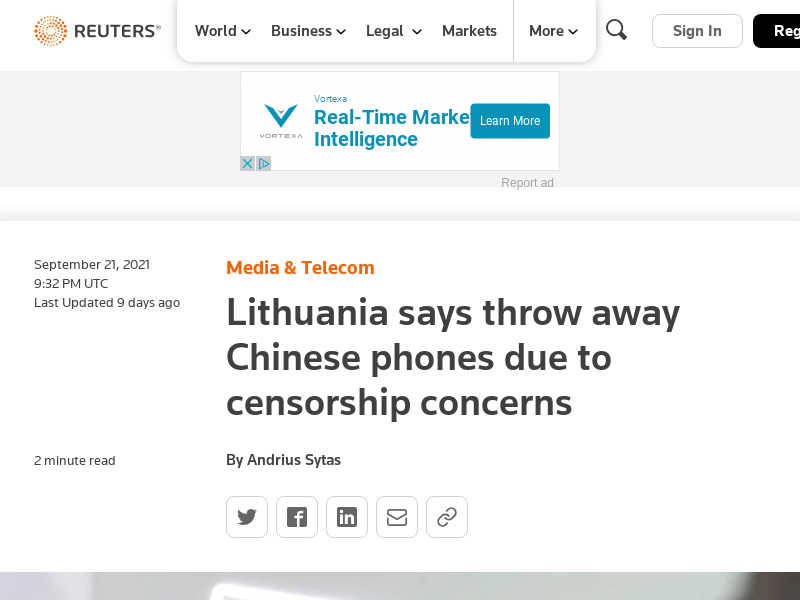 REUTERS®
World
Business
Legal
Markets
More
Sign In
Reg
Vortexa
Real-Time Marke
Intelligence
Learn More
VORTEXA
Report ad
September 21, 2021
9:32 PM UTC
Last Updated 9 days ago
Media & Telecom
Lithuania says throw away
Chinese phones due to
censorship concerns
2 minute read
By Andrius Sytas